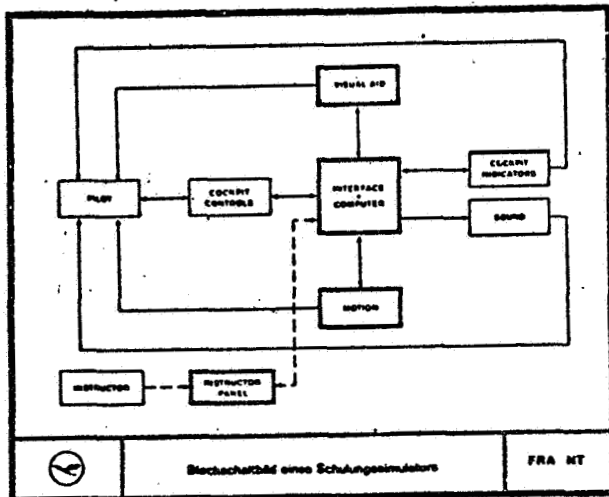 VISUAL AID
PILOT
COCKPIT
CONTROLS
INTERFACE
+
COMPUTER
COCKPIT
INDICATORS
SOUND
MOTION
INSTRUCTOR
INSTRUCTOR
PANEL
Blockschaltbild eines Schulungssimulators
FRA NT